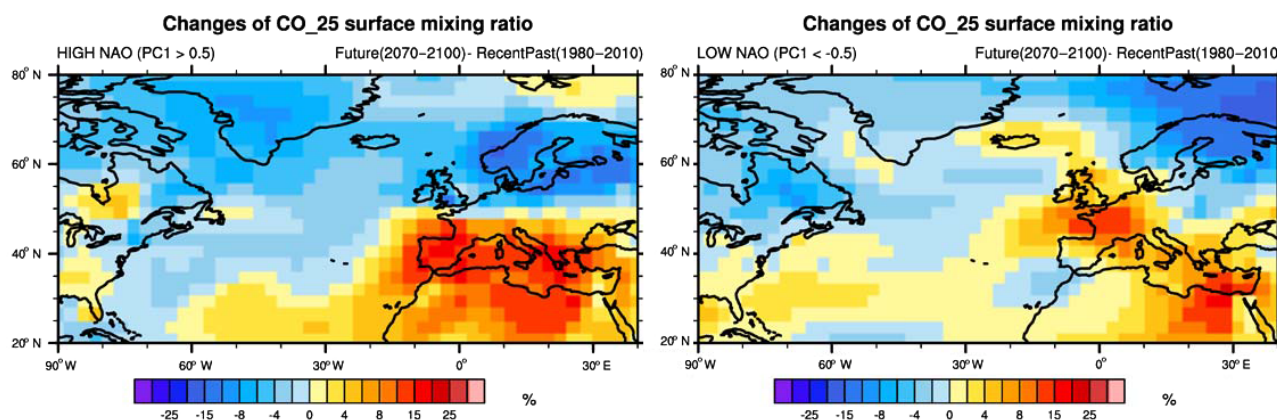 Changes of CO_25 surface mixing ratio
HIGH NAO (PC1 > 0.5) Future(2070−2100)- RecentPast(1980−2010)
80° N
60° N
40° N
20° N
90°W 60°W 30°W 0° 30°E
-25 -15 -8 -4 0 4 8 15 25 %
Changes of CO_25 surface mixing ratio
LOW NAO (PC1 < -0.5) Future(2070−2100)- RecentPast(1980−2010)
80° N
60° N
40° N
20° N
90°W 60°W 30°W 0° 30°E
-25 -15 -8 -4 0 4 8 15 25 %